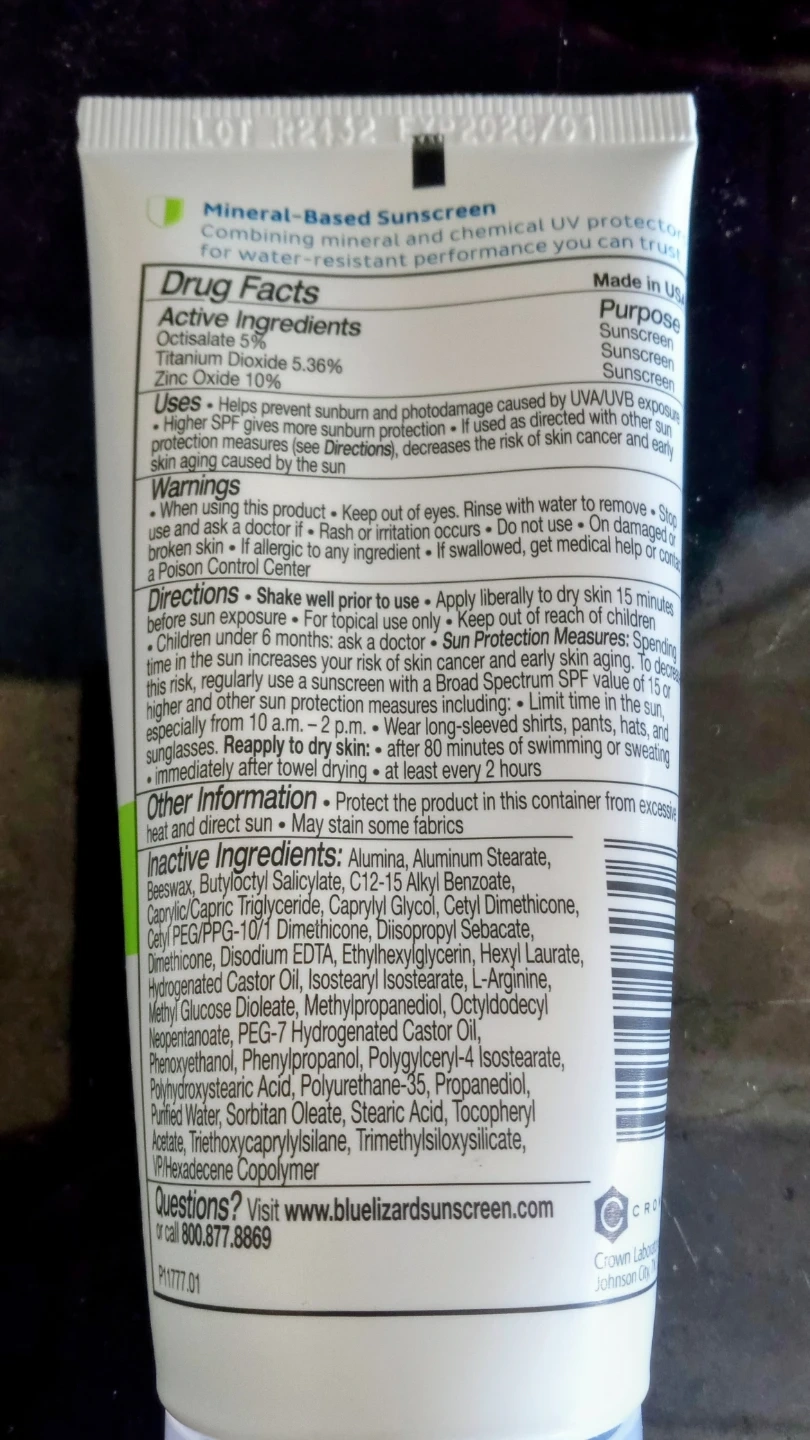 LOT R2432 EXP2026/01
Mineral-Based Sunscreen
Combining mineral and chemical UV
for water-resistant performance you can trust
Drug Facts
Made in
Active Ingredients
Purpose
Octisalate 5%
Sunscreen
Titanium Dioxide 5.36%
Sunscreen
Zinc Oxide 10%
Sunscreen
Uses • Helps prevent sunburn and photodamage caused by UVA/UVB exposure
• Higher SPF gives more sunburn protection • If used as directed with other sun
protection measures (see Directions), decreases the risk of skin cancer and early
skin aging caused by the sun
Warnings
• When using this product • Keep out of eyes. Rinse with water to remove • Stop
use and ask a doctor if • Rash or irritation occurs • Do not use • On damaged or
broken skin • If allergic to any ingredient • If swallowed, get medical help or
a Poison Control Center
Directions • Shake well prior to use • Apply liberally to dry skin 15 minutes
before sun exposure • For topical use only • Keep out of reach of children
• Children under 6 months: ask a doctor • Sun Protection Measures: Spending
time in the sun increases your risk of skin cancer and early skin aging. To
this risk, regularly use a sunscreen with a Broad Spectrum SPF value of 15 or
higher and other sun protection measures including: • Limit time in the sun,
especially from 10 a.m. – 2 p.m. • Wear long-sleeved shirts, pants, hats, and
sunglasses. Reapply to dry skin: • after 80 minutes of swimming or sweating
• immediately after towel drying • at least every 2 hours
Other Information • Protect the product in this container from excessive
heat and direct sun • May stain some fabrics
Inactive Ingredients: Alumina, Aluminum Stearate,
Beeswax, Butyloctyl Salicylate, C12-15 Alkyl Benzoate,
Caprylic/Capric Triglyceride, Caprylyl Glycol, Cetyl Dimethicone,
Cetyl PEG/PPG-10/1 Dimethicone, Diisopropyl Sebacate,
Dimethicone, Disodium EDTA, Ethylhexylglycerin, Hexyl Laurate,
Hydrogenated Castor Oil, Isostearyl Isostearate, L-Arginine,
Methyl Glucose Dioleate, Methylpropanediol, Octyldodecyl
Neopentanoate, PEG-7 Hydrogenated Castor Oil,
Phenoxyethanol, Phenylpropanol, Polygylceryl-4 Isostearate,
Polyhydroxystearic Acid, Polyurethane-35, Propanediol,
Purified Water, Sorbitan Oleate, Stearic Acid, Tocopheryl
Acetate, Triethoxycaprylylsilane, Trimethylsiloxysilicate,
VP/Hexadecene Copolymer
Questions? Visit www.bluelizardsunscreen.com
or call 800.877.8869
P11777.01
Crown
Johnson City,